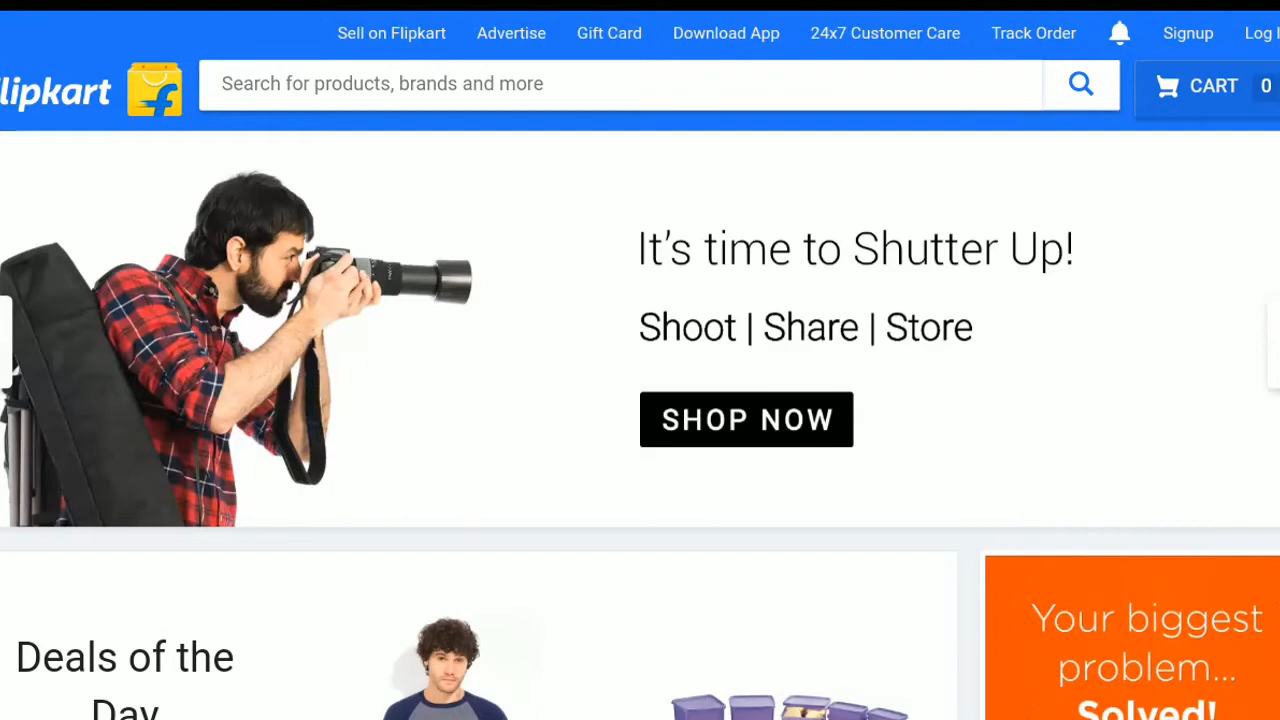 Sell on Flipkart Advertise Gift Card Download App 24x7 Customer Care Track Order Signup Log I
lipkart Search for products, brands and more CART 0
It's time to Shutter Up!
Shoot | Share | Store
SHOP NOW
Deals of the
Day
Your biggest
problem...
Solved!